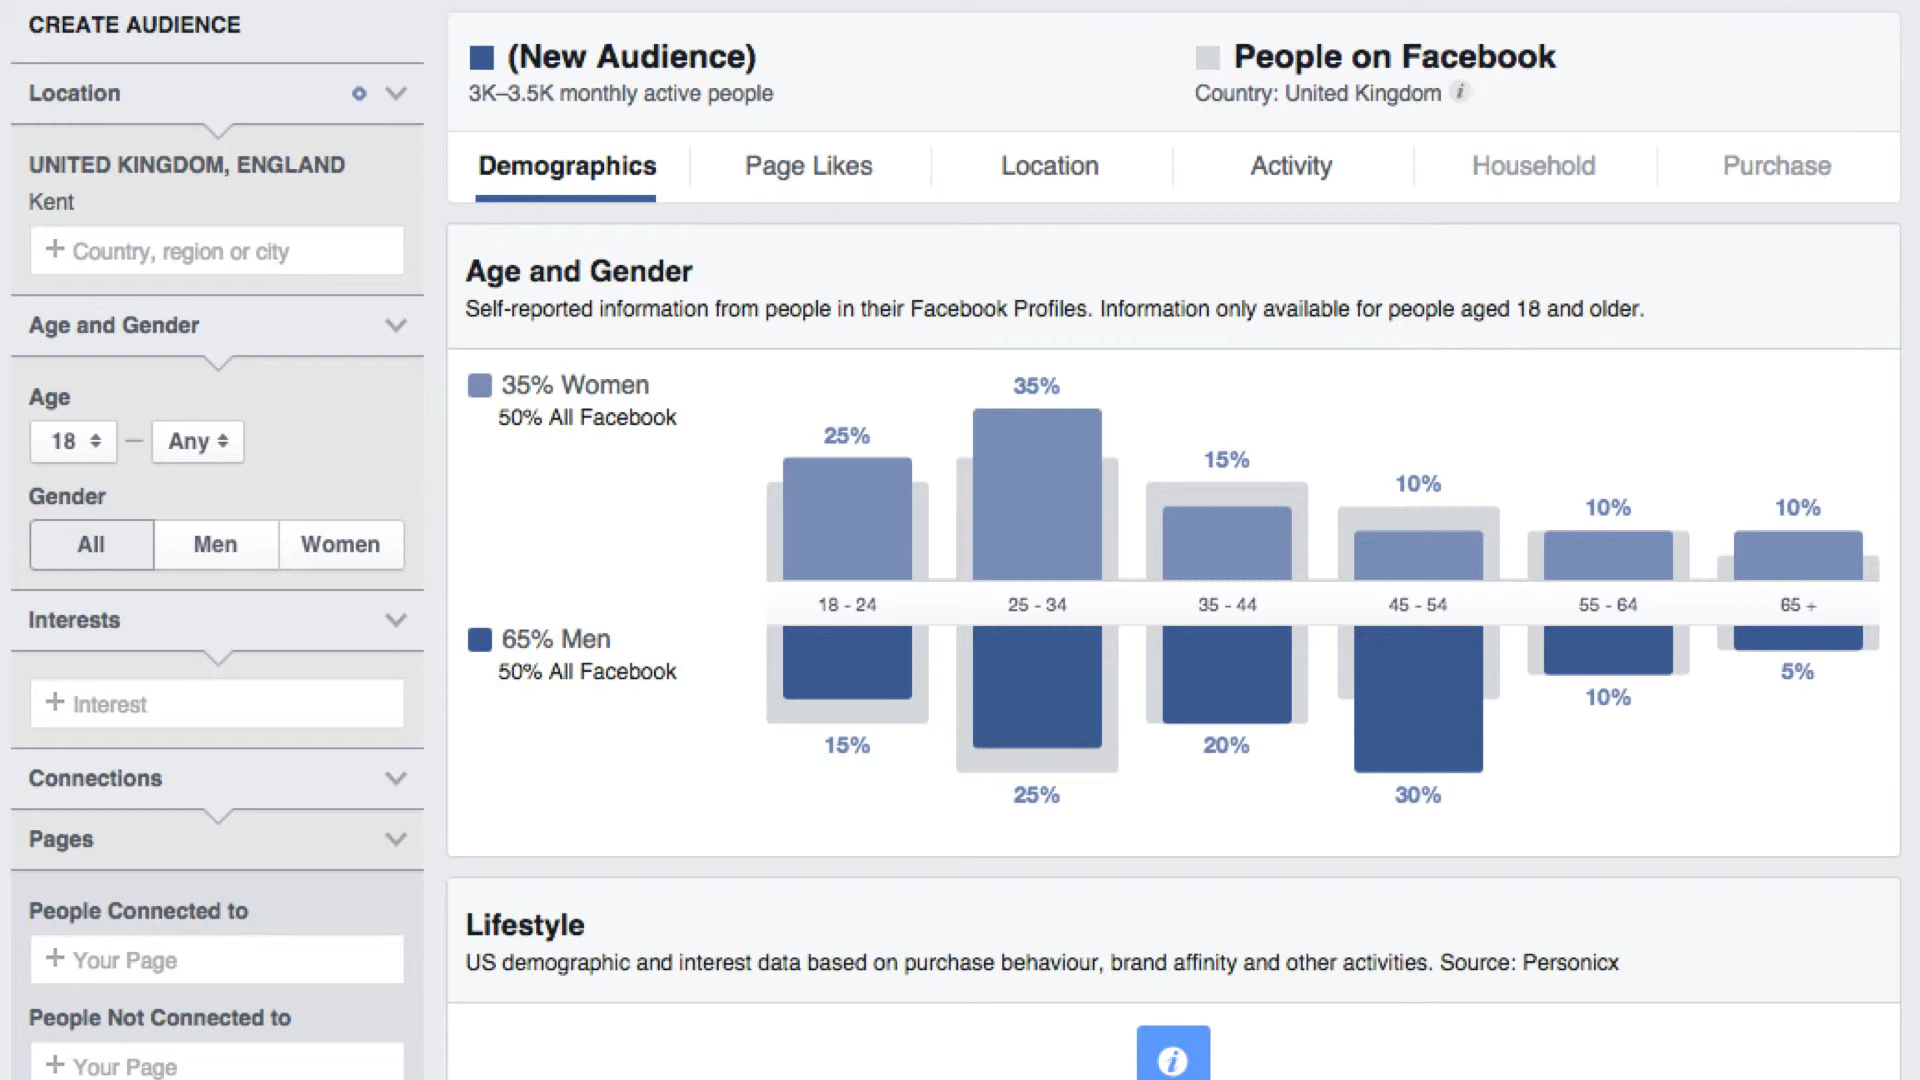 CREATE AUDIENCE
Location
UNITED KINGDOM, ENGLAND
Kent
+ Country, region or city
Age and Gender
Age
18 — Any
Gender
All Men Women
Interests
+ Interest
Connections
Pages
People Connected to
+ Your Page
People Not Connected to
+ Your Page
(New Audience)
3K–3.5K monthly active people
People on Facebook
Country: United Kingdom i
Demographics Page Likes Location Activity Household Purchase
Age and Gender
Self-reported information from people in their Facebook Profiles. Information only available for people aged 18 and older.
35% Women
50% All Facebook
25% 35% 15% 10% 10% 10%
18 - 24 25 - 34 35 - 44 45 - 54 55 - 64 65 +
65% Men
50% All Facebook
15% 25% 20% 30% 10% 5%
Lifestyle
US demographic and interest data based on purchase behaviour, brand affinity and other activities. Source: Personicx
i